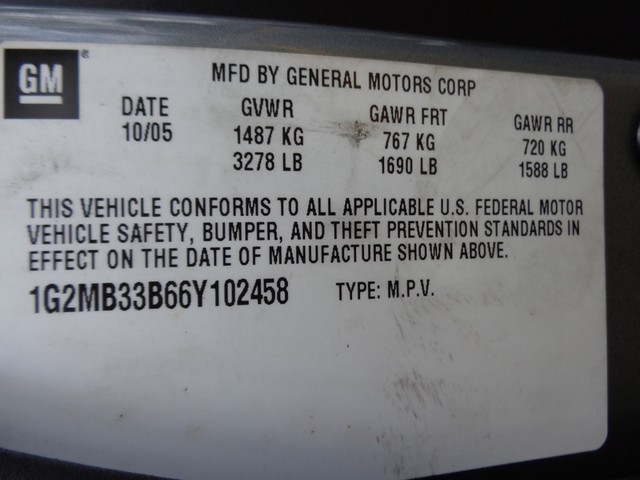 GM®
MFD BY GENERAL MOTORS CORP
DATE GVWR GAWR FRT GAWR RR
10/05 1487 KG 767 KG 720 KG
3278 LB 1690 LB 1588 LB
THIS VEHICLE CONFORMS TO ALL APPLICABLE U.S. FEDERAL MOTOR
VEHICLE SAFETY, BUMPER, AND THEFT PREVENTION STANDARDS IN
EFFECT ON THE DATE OF MANUFACTURE SHOWN ABOVE.
1G2MB33B66Y102458 TYPE: M.P.V.